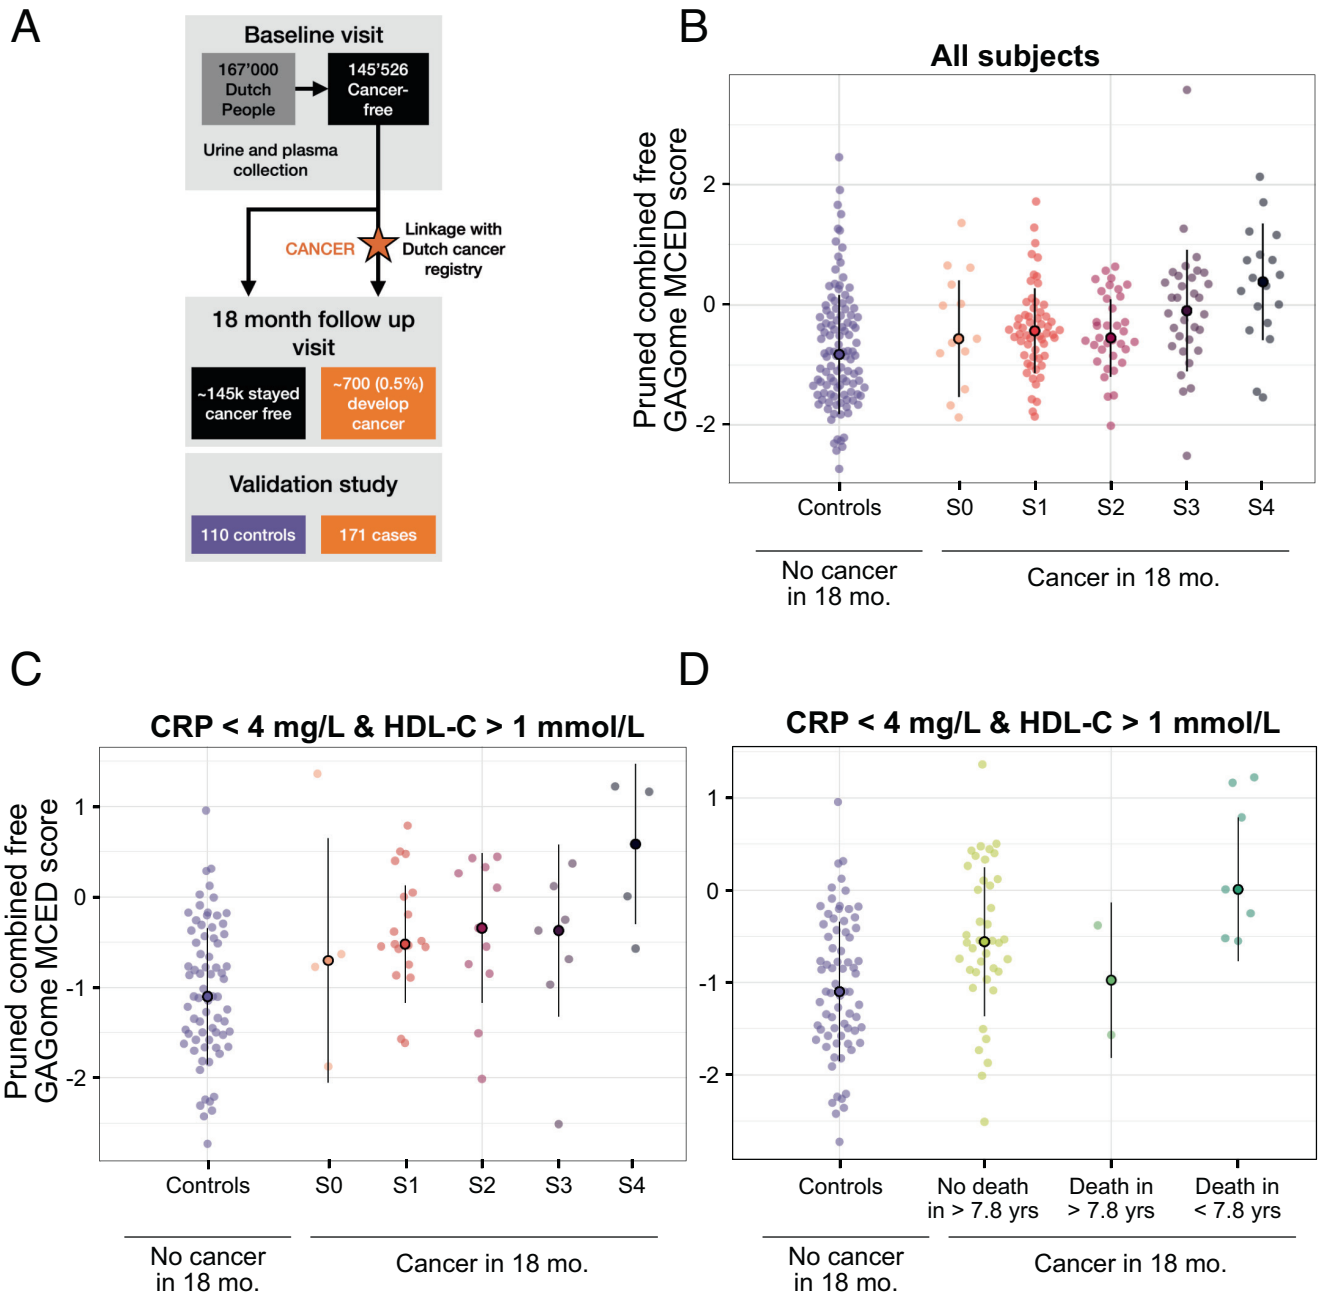 A
Baseline visit
167'000
Dutch
People
145'526
Cancer-
free
Urine and plasma
collection
CANCER
Linkage with
Dutch cancer
registry
18 month follow up
visit
~145k stayed
cancer free
~700 (0.5%)
develop
cancer
Validation study
110 controls
171 cases
B
All subjects
Pruned combined free
GAGome MCED score
2
0
-2
Controls
S0
S1
S2
S3
S4
No cancer
in 18 mo.
Cancer in 18 mo.
C
CRP < 4 mg/L & HDL-C > 1 mmol/L
Pruned combined free
GAGome MCED score
1
0
-1
-2
Controls
S0
S1
S2
S3
S4
No cancer
in 18 mo.
Cancer in 18 mo.
D
CRP < 4 mg/L & HDL-C > 1 mmol/L
1
0
-1
-2
Controls
No death
in > 7.8 yrs
Death in
> 7.8 yrs
Death in
< 7.8 yrs
No cancer
in 18 mo.
Cancer in 18 mo.